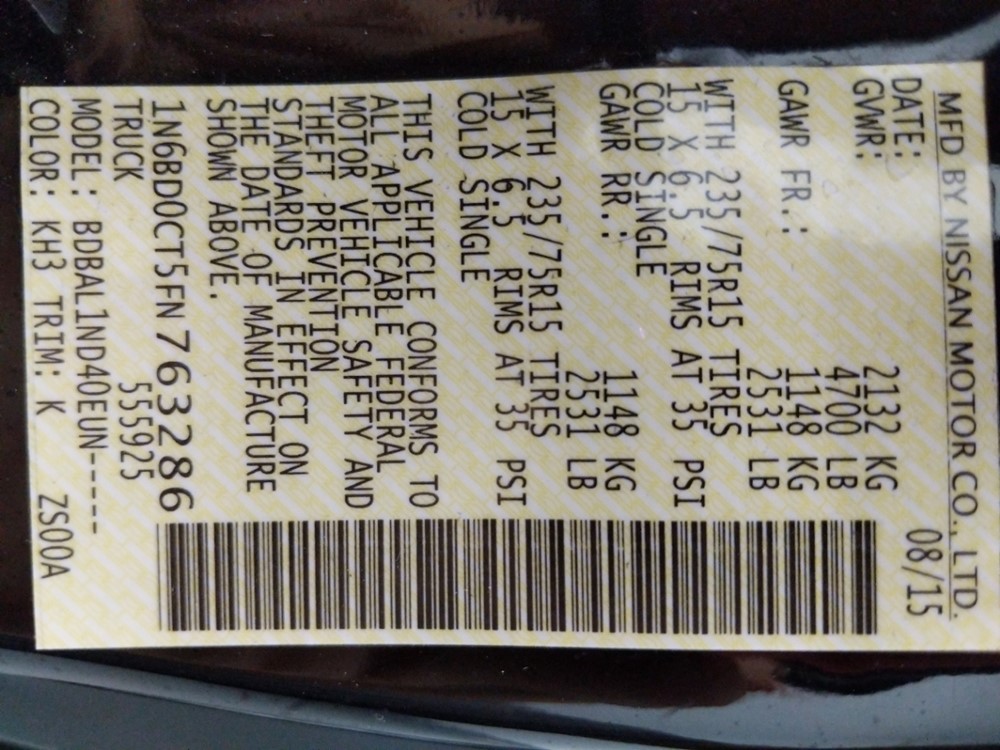 MFD BY NISSAN MOTOR CO., LTD.
DATE: 08/15
GVWR: 2132 KG
4700 LB
GAWR FR.: 1148 KG
2531 LB
WITH 235/75R15 TIRES
15 X 6.5 RIMS AT 35 PSI
COLD SINGLE
GAWR RR.: 1148 KG
2531 LB
WITH 235/75R15 TIRES
15 X 6.5 RIMS AT 35 PSI
COLD SINGLE
THIS VEHICLE CONFORMS TO
ALL APPLICABLE FEDERAL
MOTOR VEHICLE SAFETY AND
THEFT PREVENTION
STANDARDS IN EFFECT ON
THE DATE OF MANUFACTURE
SHOWN ABOVE.
1N6BD0CT5FN763286
TRUCK 555925
MODEL: BDBAL1ND40EUN-----
COLOR: KH3 TRIM: K ZS00A